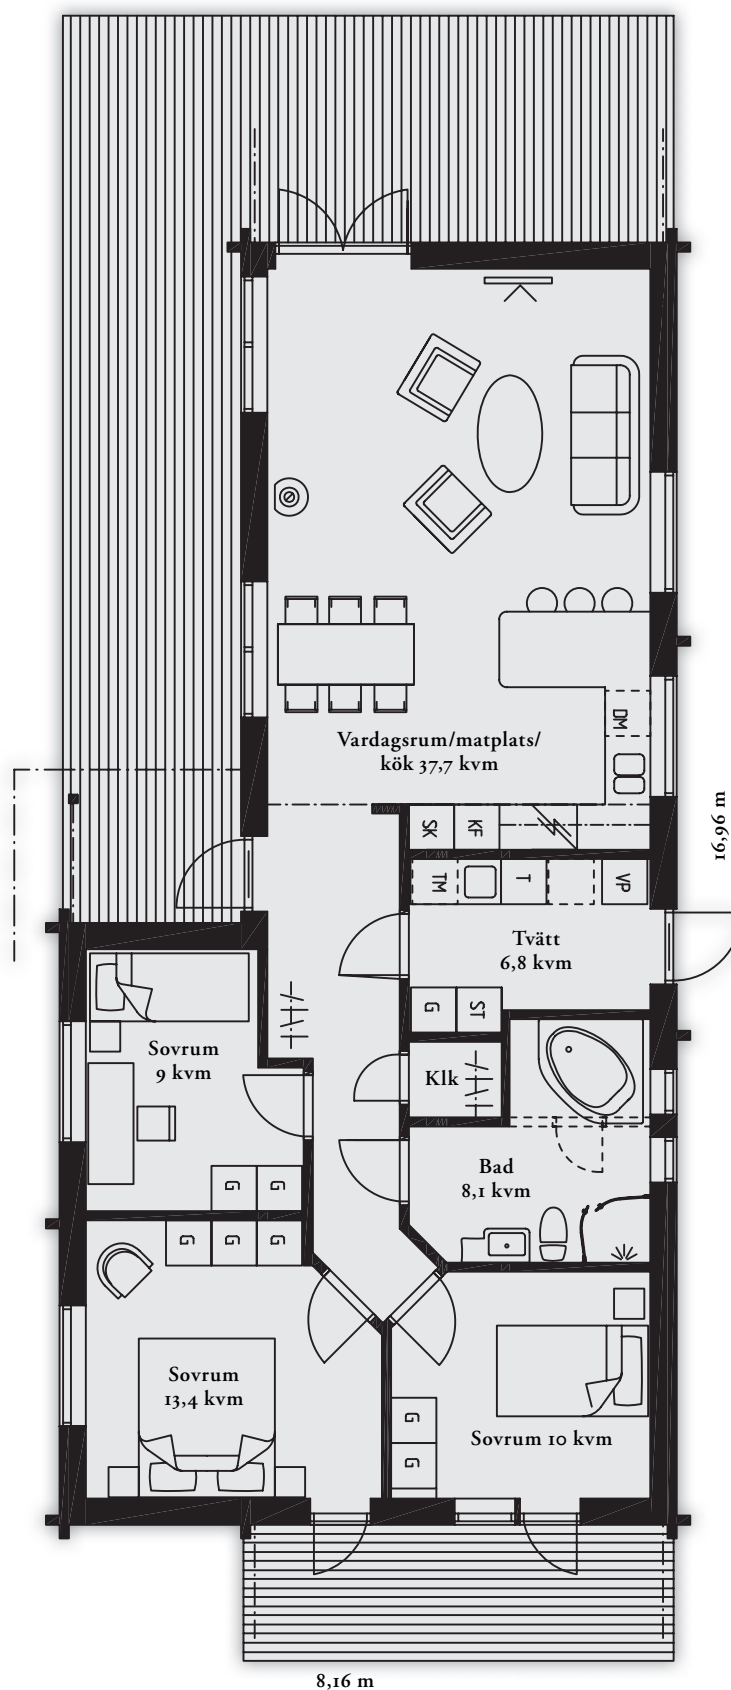 DM
Vardagsrum/matplats/
kök 37,7 kvm
16,96 m
SK
KF
TM
T
VP
Tvätt
6,8 kvm
G
ST
Sovrum
9 kvm
Klk
Bad
8,1 kvm
G
G
G
G
G
Sovrum
13,4 kvm
G
G
Sovrum 10 kvm
8,16 m